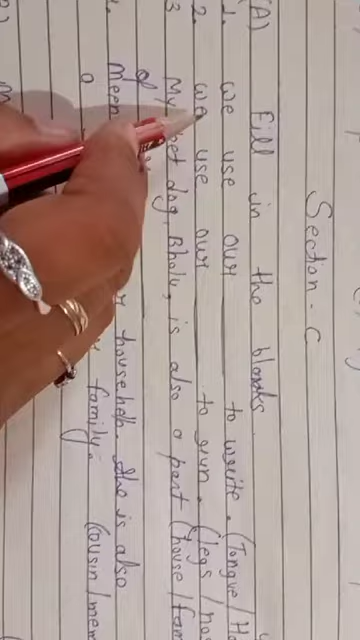 Section - C
(A) Fill in the blanks.
1. we use our to write. (Tongue/H
2. we use our to run. (legs/
3 My pet dog, Bholu, is also a part (house/fam
of
Meen household. She is also
a family. (cousin/mem